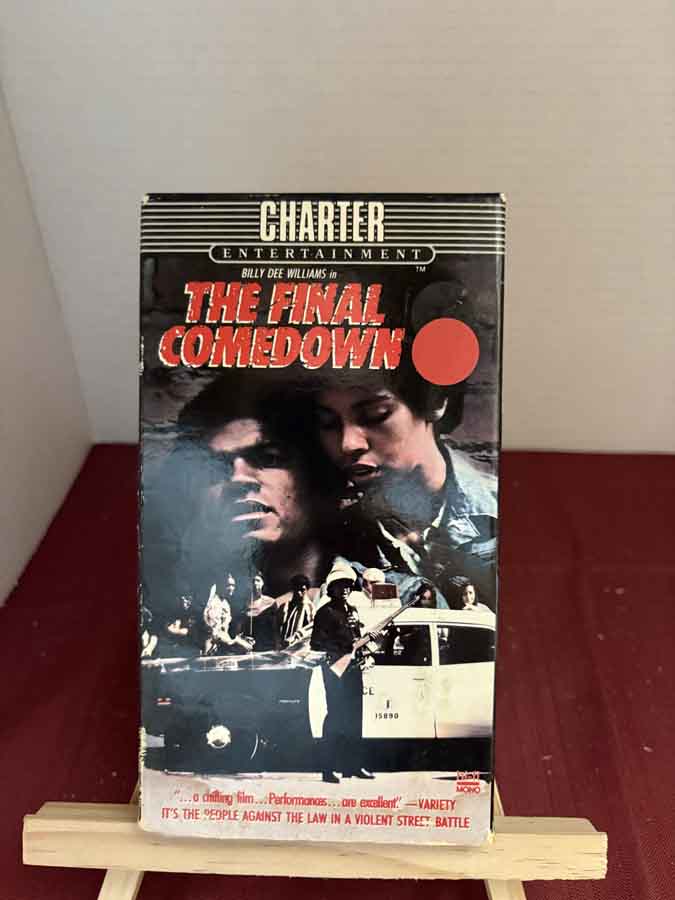 CHARTER
ENTERTAINMENT
TM
BILLY DEE WILLIAMS in
THE FINAL
COMEDOWN
CE
15890
"...a chilling film...Performances...are excellent." —VARIETY
MONO
IT'S THE PEOPLE AGAINST THE LAW IN A VIOLENT STREET BATTLE